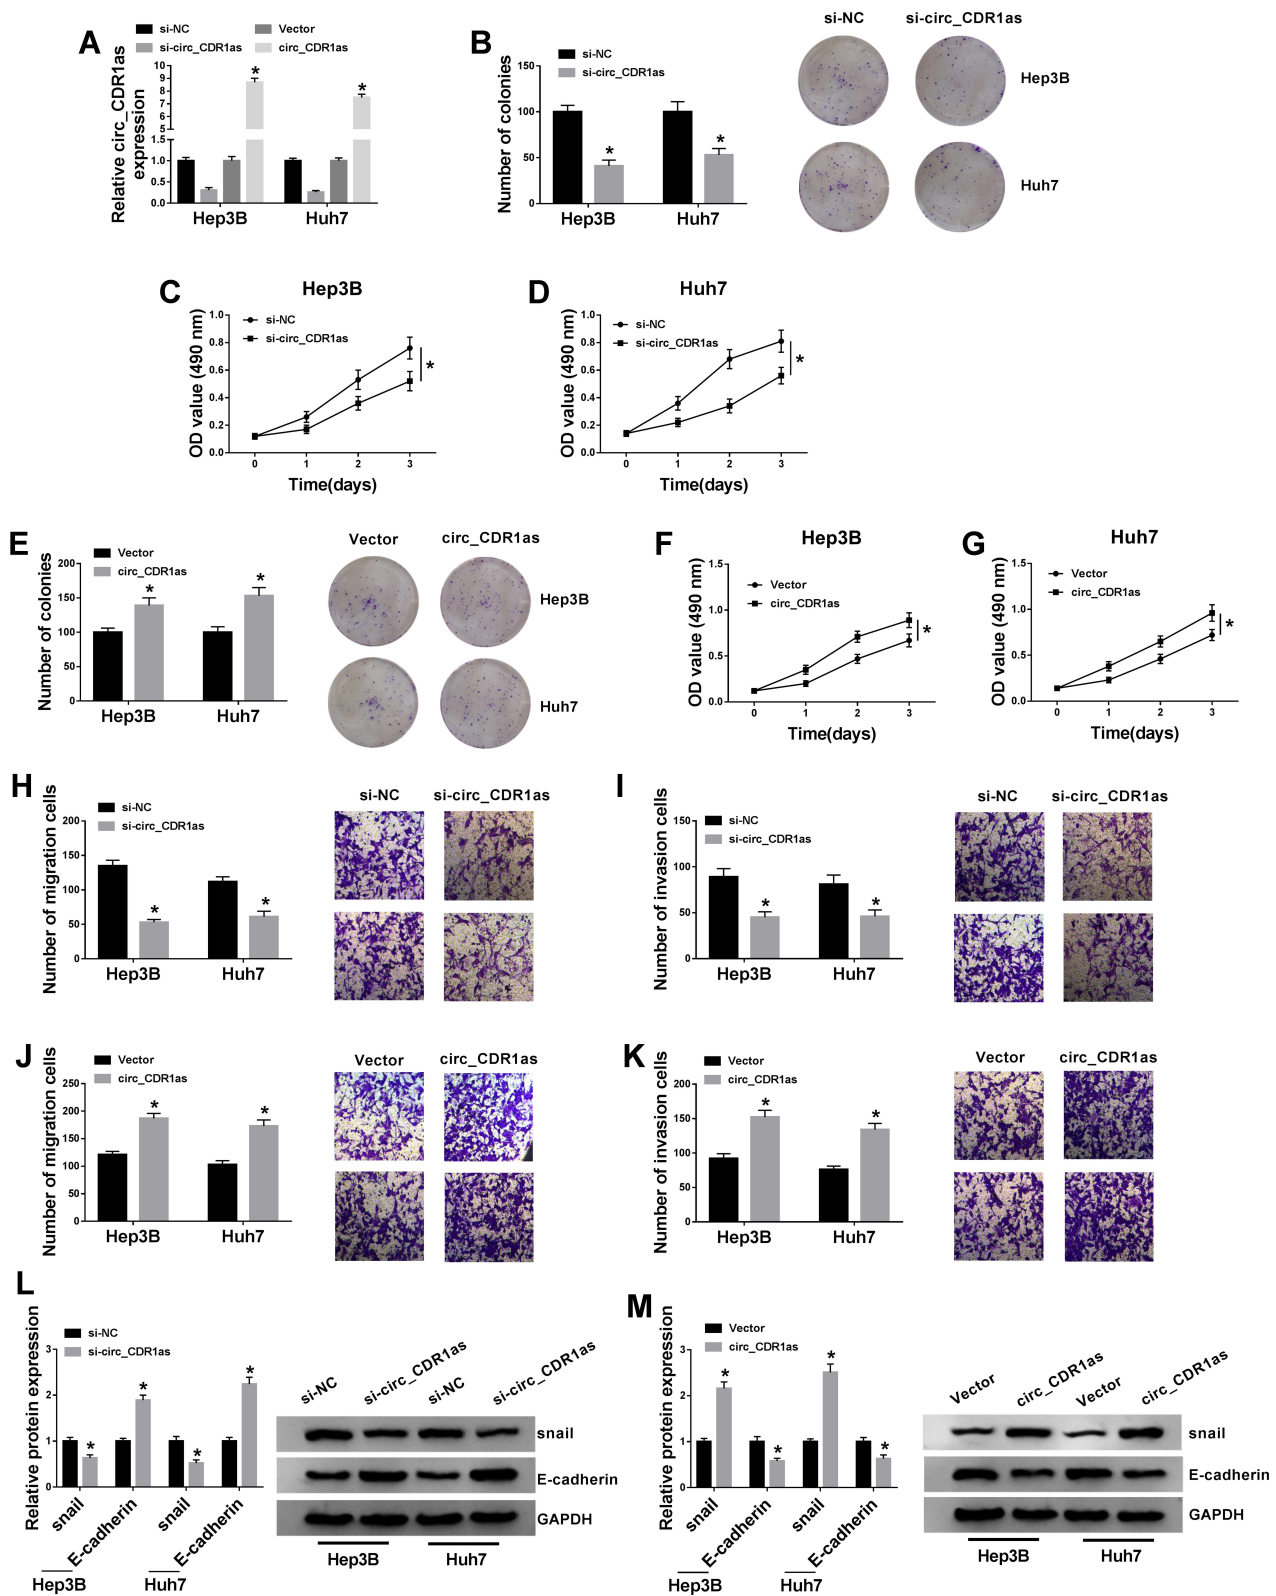 A
si-NC
Vector
si-circ_CDR1as
circ_CDR1as
Relative circ_CDR1as
expression
10
9
8
7
6
5
1.5
1.0
0.5
0.0
*
*
Hep3B
Huh7
B
si-NC
si-circ_CDR1as
Number of colonies
150
100
50
0
*
*
Hep3B
Huh7
si-NC
si-circ_CDR1as
Hep3B
Huh7
C
Hep3B
si-NC
si-circ_CDR1as
OD value (490 nm)
1.0
0.8
0.6
0.4
0.2
0.0
*
0 1 2 3
Time(days)
D
Huh7
si-NC
si-circ_CDR1as
OD value (490 nm)
1.0
0.8
0.6
0.4
0.2
0.0
*
0 1 2 3
Time(days)
E
Vector
circ_CDR1as
Number of colonies
200
150
100
50
0
*
*
Hep3B
Huh7
Vector
circ_CDR1as
Hep3B
Huh7
F
Hep3B
Vector
circ_CDR1as
OD value (490 nm)
1.5
1.0
0.5
0.0
*
0 1 2 3
Time(days)
G
Huh7
Vector
circ_CDR1as
OD value (490 nm)
1.5
1.0
0.5
0.0
*
0 1 2 3
Time(days)
H
si-NC
si-circ_CDR1as
Number of migration cells
200
150
100
50
0
*
*
Hep3B
Huh7
si-NC
si-circ_CDR1as
I
si-NC
si-circ_CDR1as
Number of invasion cells
150
100
50
0
*
*
Hep3B
Huh7
si-NC
si-circ_CDR1as
J
Vector
circ_CDR1as
Number of migration cells
250
200
150
100
50
0
*
*
Hep3B
Huh7
Vector
circ_CDR1as
K
Vector
circ_CDR1as
Number of invasion cells
200
150
100
50
0
*
*
Hep3B
Huh7
Vector
circ_CDR1as
L
si-NC
si-circ_CDR1as
Relative protein expression
3
2
1
0
*
*
*
*
snail
E-cadherin
snail
E-cadherin
Hep3B
Huh7
si-NC
si-circ_CDR1as
si-NC
si-circ_CDR1as
snail
E-cadherin
GAPDH
Hep3B
Huh7
M
Vector
circ_CDR1as
Relative protein expression
3
2
1
0
*
*
*
*
snail
E-cadherin
snail
E-cadherin
Hep3B
Huh7
Vector
circ_CDR1as
Vector
circ_CDR1as
snail
E-cadherin
GAPDH
Hep3B
Huh7